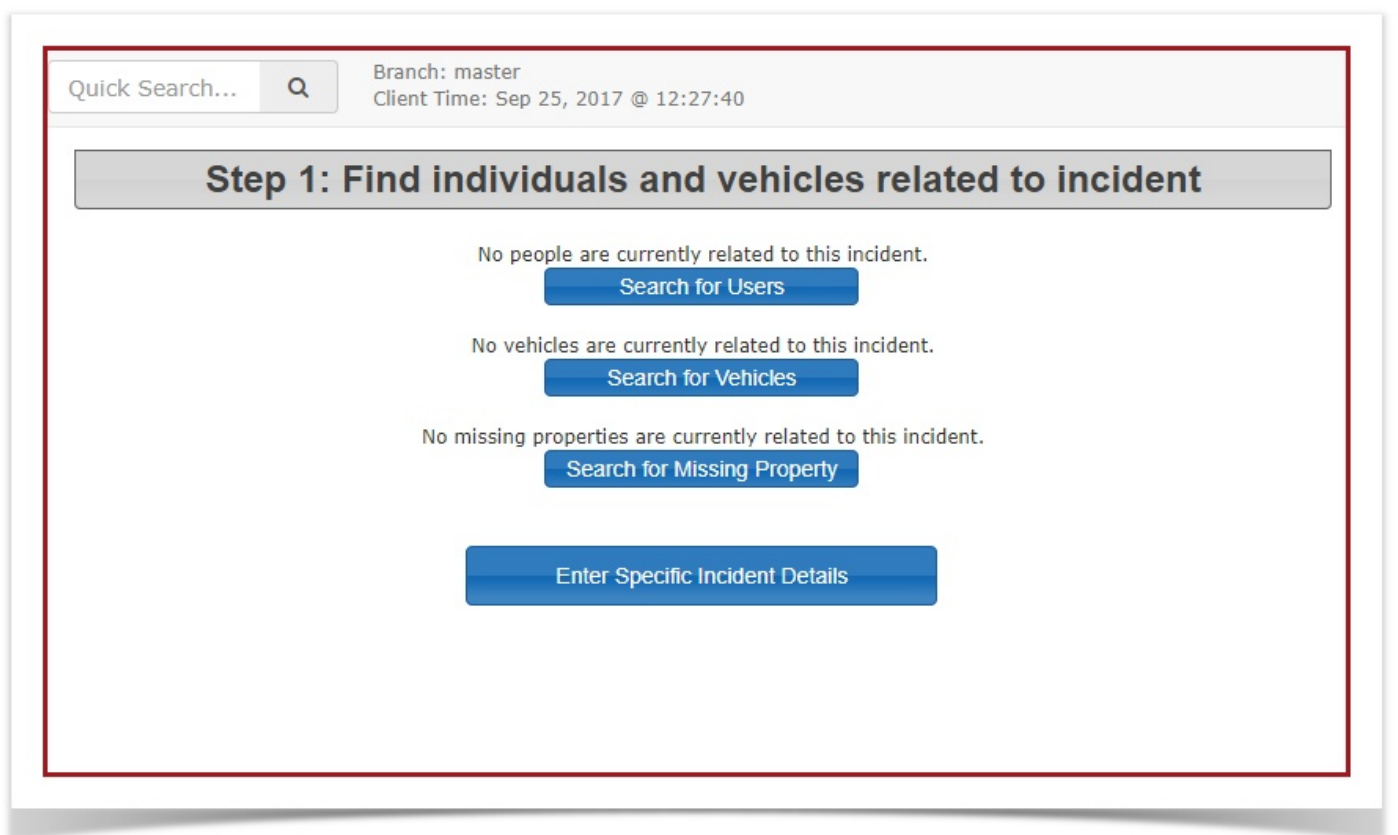 Quick Search...
Branch: master
Client Time: Sep 25, 2017 @ 12:27:40
Step 1: Find individuals and vehicles related to incident
No people are currently related to this incident.
Search for Users
No vehicles are currently related to this incident.
Search for Vehicles
No missing properties are currently related to this incident.
Search for Missing Property
Enter Specific Incident Details